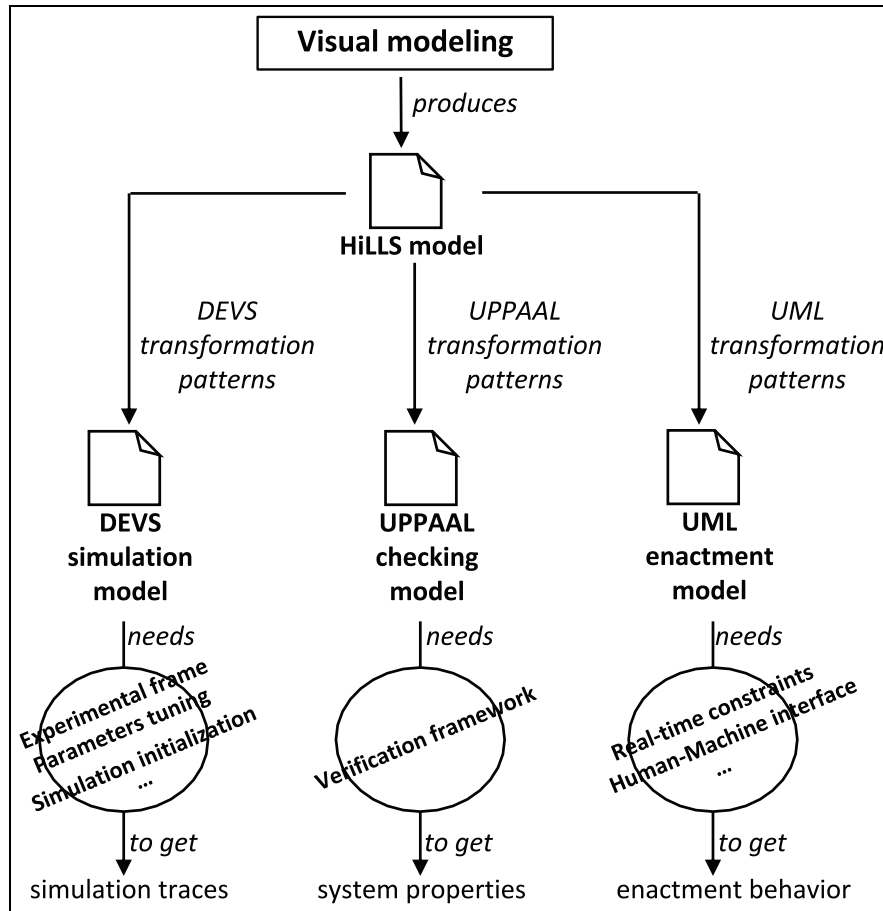 Visual modeling
produces
HiLLS model
DEVS
transformation
patterns
UPPAAL
transformation
patterns
UML
transformation
patterns
DEVS
simulation
model
UPPAAL
checking
model
UML
enactment
model
needs
needs
needs
Experimental frame
Parameters tuning
Simulation initialization
...
Verification framework
Real-time constraints
Human-Machine interface
...
to get
to get
to get
simulation traces
system properties
enactment behavior